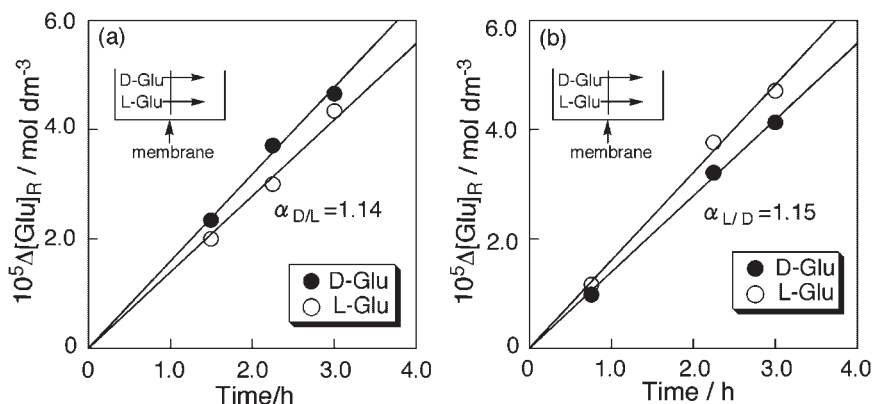 (a)
D-Glu
L-Glu
membrane
α D/L =1.14
D-Glu
L-Glu
10⁵Δ[Glu]R / mol dm⁻³
6.0
4.0
2.0
0
0 1.0 2.0 3.0 4.0
Time/h
(b)
D-Glu
L-Glu
membrane
α L/D =1.15
D-Glu
L-Glu
10⁵Δ[Glu]R / mol dm⁻³
6.0
4.0
2.0
0
0 1.0 2.0 3.0 4.0
Time / h